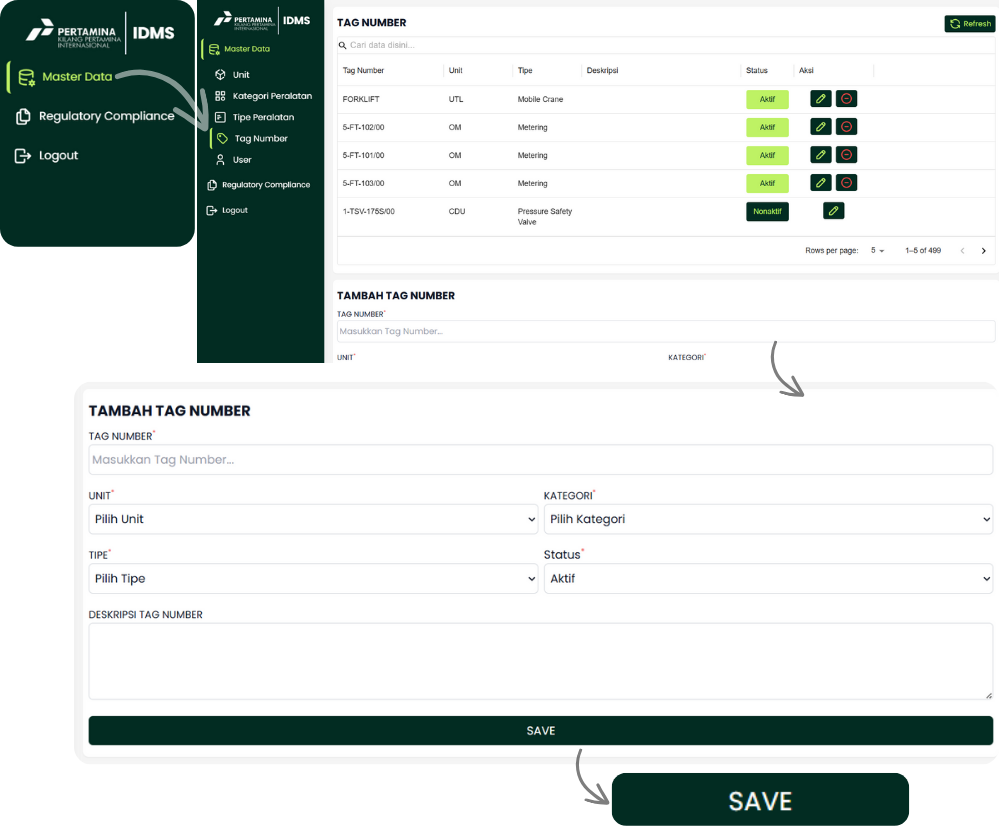 PERTAMINA
KILANG PERTAMINA
INTERNASIONAL
IDMS
Master Data
Regulatory Compliance
Logout
PERTAMINA
KILANG PERTAMINA
INTERNASIONAL
IDMS
Master Data
Unit
Kategori Peralatan
Tipe Peralatan
Tag Number
User
Regulatory Compliance
Logout
TAG NUMBER
Refresh
Cari data disini...
Tag Number Unit Tipe Deskripsi Status Aksi
FORKLIFT UTL Mobile Crane Aktif
5-FT-102/00 OM Metering Aktif
5-FT-101/00 OM Metering Aktif
5-FT-103/00 OM Metering Aktif
1-TSV-175S/00 CDU Pressure Safety Nonaktif
Valve
Rows per page: 5 1–5 of 499
TAMBAH TAG NUMBER
TAG NUMBER*
Masukkan Tag Number...
UNIT* KATEGORI*
TAMBAH TAG NUMBER
TAG NUMBER*
Masukkan Tag Number...
UNIT* KATEGORI*
Pilih Unit Pilih Kategori
TIPE* Status*
Pilih Tipe Aktif
DESKRIPSI TAG NUMBER
SAVE
SAVE